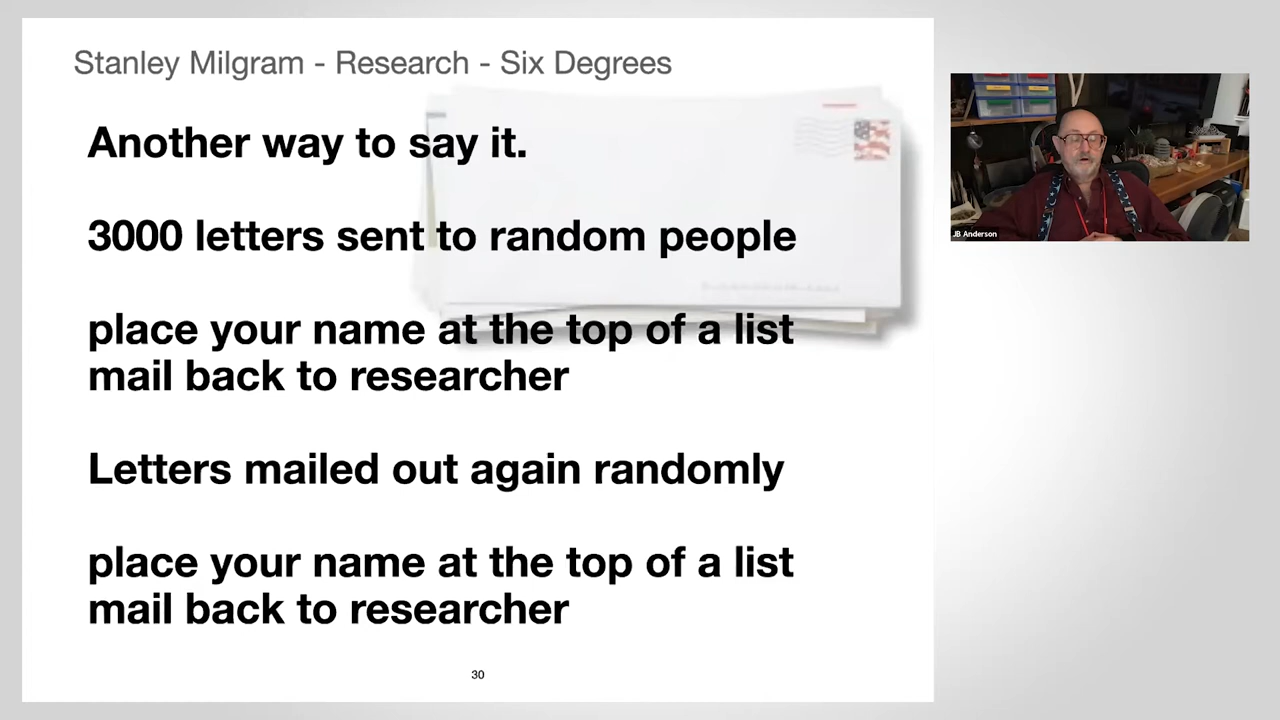 Stanley Milgram - Research - Six Degrees
Another way to say it.
3000 letters sent to random people
place your name at the top of a list
mail back to researcher
Letters mailed out again randomly
place your name at the top of a list
mail back to researcher
30
JB Anderson